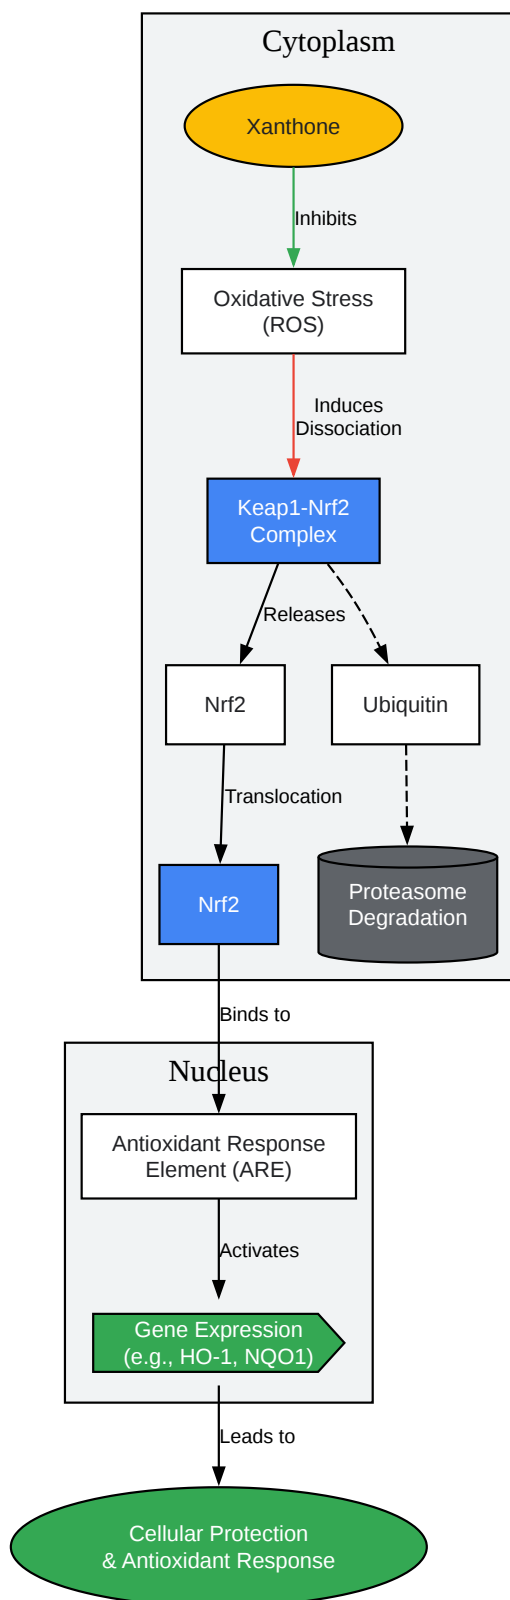 Cytoplasm
Xanthone
Inhibits
Oxidative Stress
(ROS)
Induces
Dissociation
Keap1-Nrf2
Complex
Releases
Nrf2
Ubiquitin
Translocation
Nrf2
Proteasome
Degradation
Binds to
Nucleus
Antioxidant Response
Element (ARE)
Activates
Gene Expression
(e.g., HO-1, NQO1)
Leads to
Cellular Protection
& Antioxidant Response